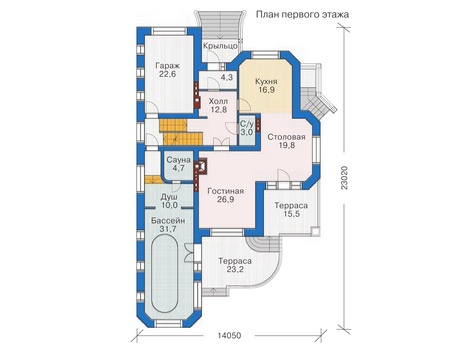 План первого этажа
Крыльцо
Гараж
22,6
4,3
Кухня
16,9
Холл
12,8
С/у
3,0
Столовая
19,8
Сауна
4,7
Душ
10,0
Гостиная
26,9
Бассейн
31,7
Терраса
15,5
Терраса
23,2
23020
14050